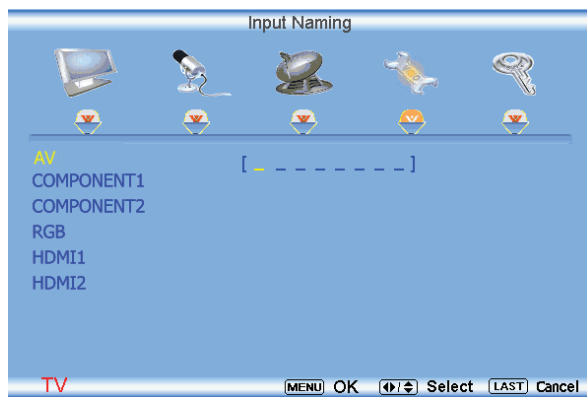 Input Naming
AV [ _ _ _ _ _ _ _ _ ]
COMPONENT1
COMPONENT2
RGB
HDMI1
HDMI2
TV MENU OK Select LAST Cancel